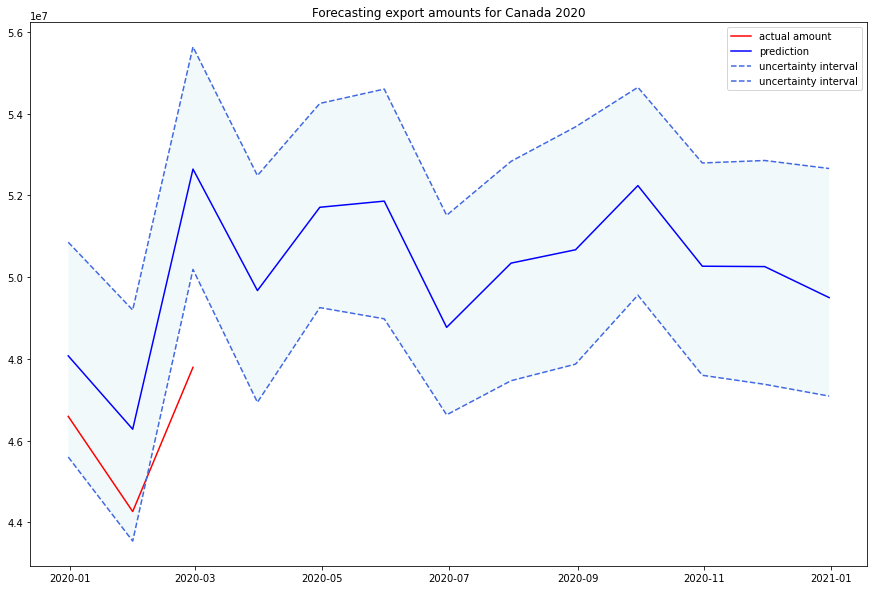 Forecasting export amounts for Canada 2020
1e7
5.6
5.4
5.2
5.0
4.8
4.6
4.4
actual amount
prediction
uncertainty interval
uncertainty interval
2020-01 2020-03 2020-05 2020-07 2020-09 2020-11 2021-01